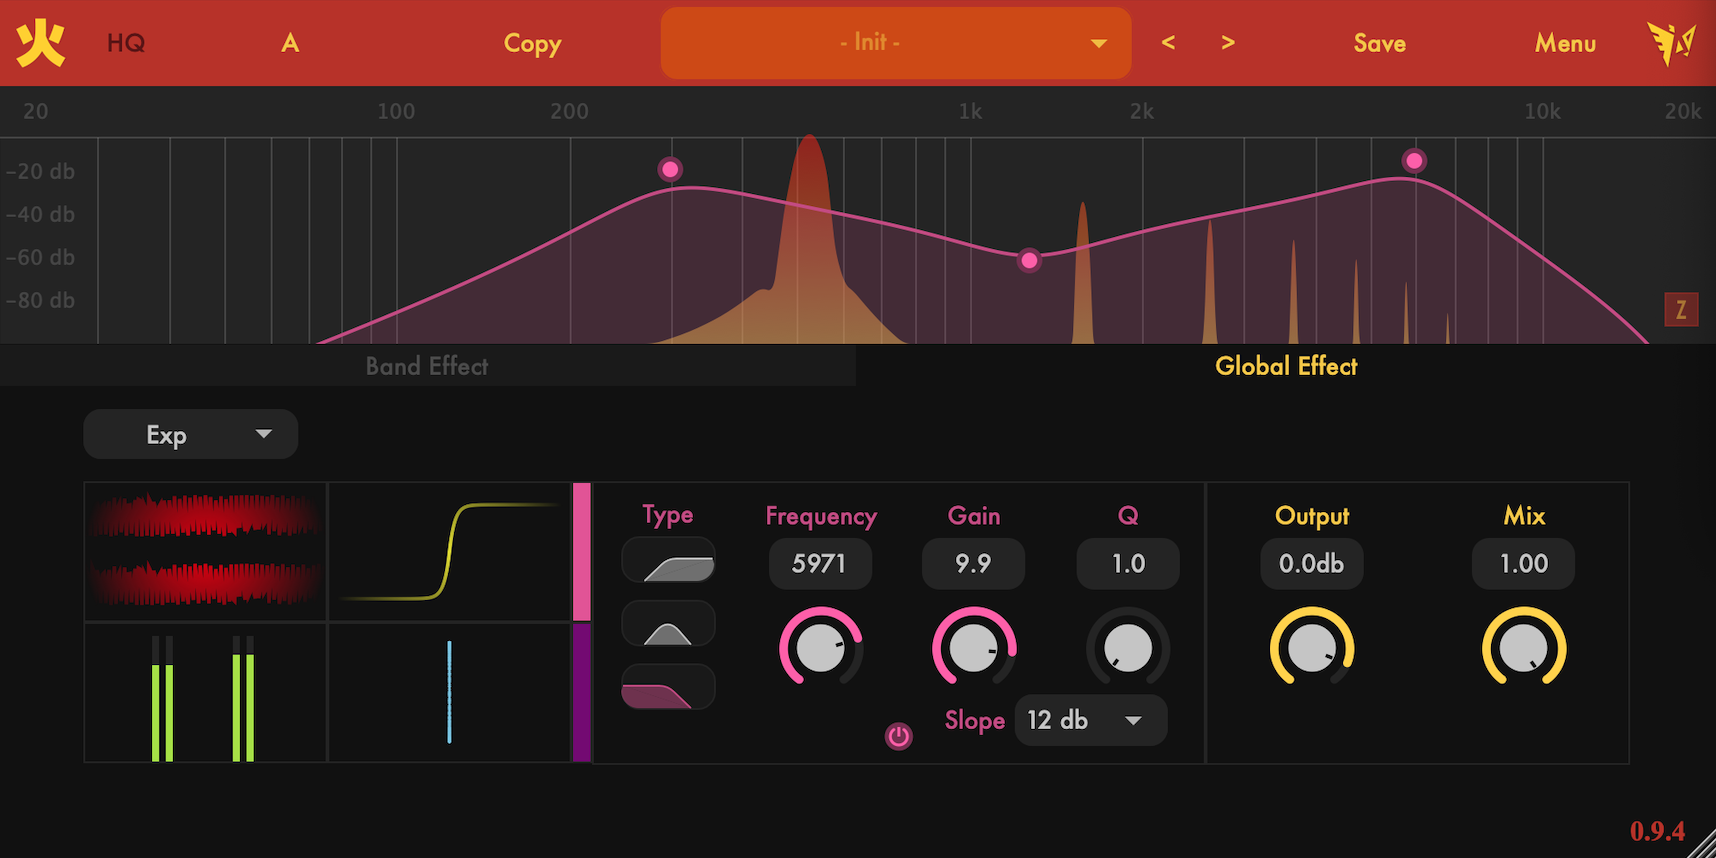 火 HQ A Copy - Init - < > Save Menu
20 100 200 1k 2k 10k 20k
-20 db
-40 db
-60 db
-80 db
Z
Band Effect Global Effect
Exp
Type Frequency Gain Q Output Mix
5971 9.9 1.0 0.0db 1.00
Slope 12 db
0.9.4